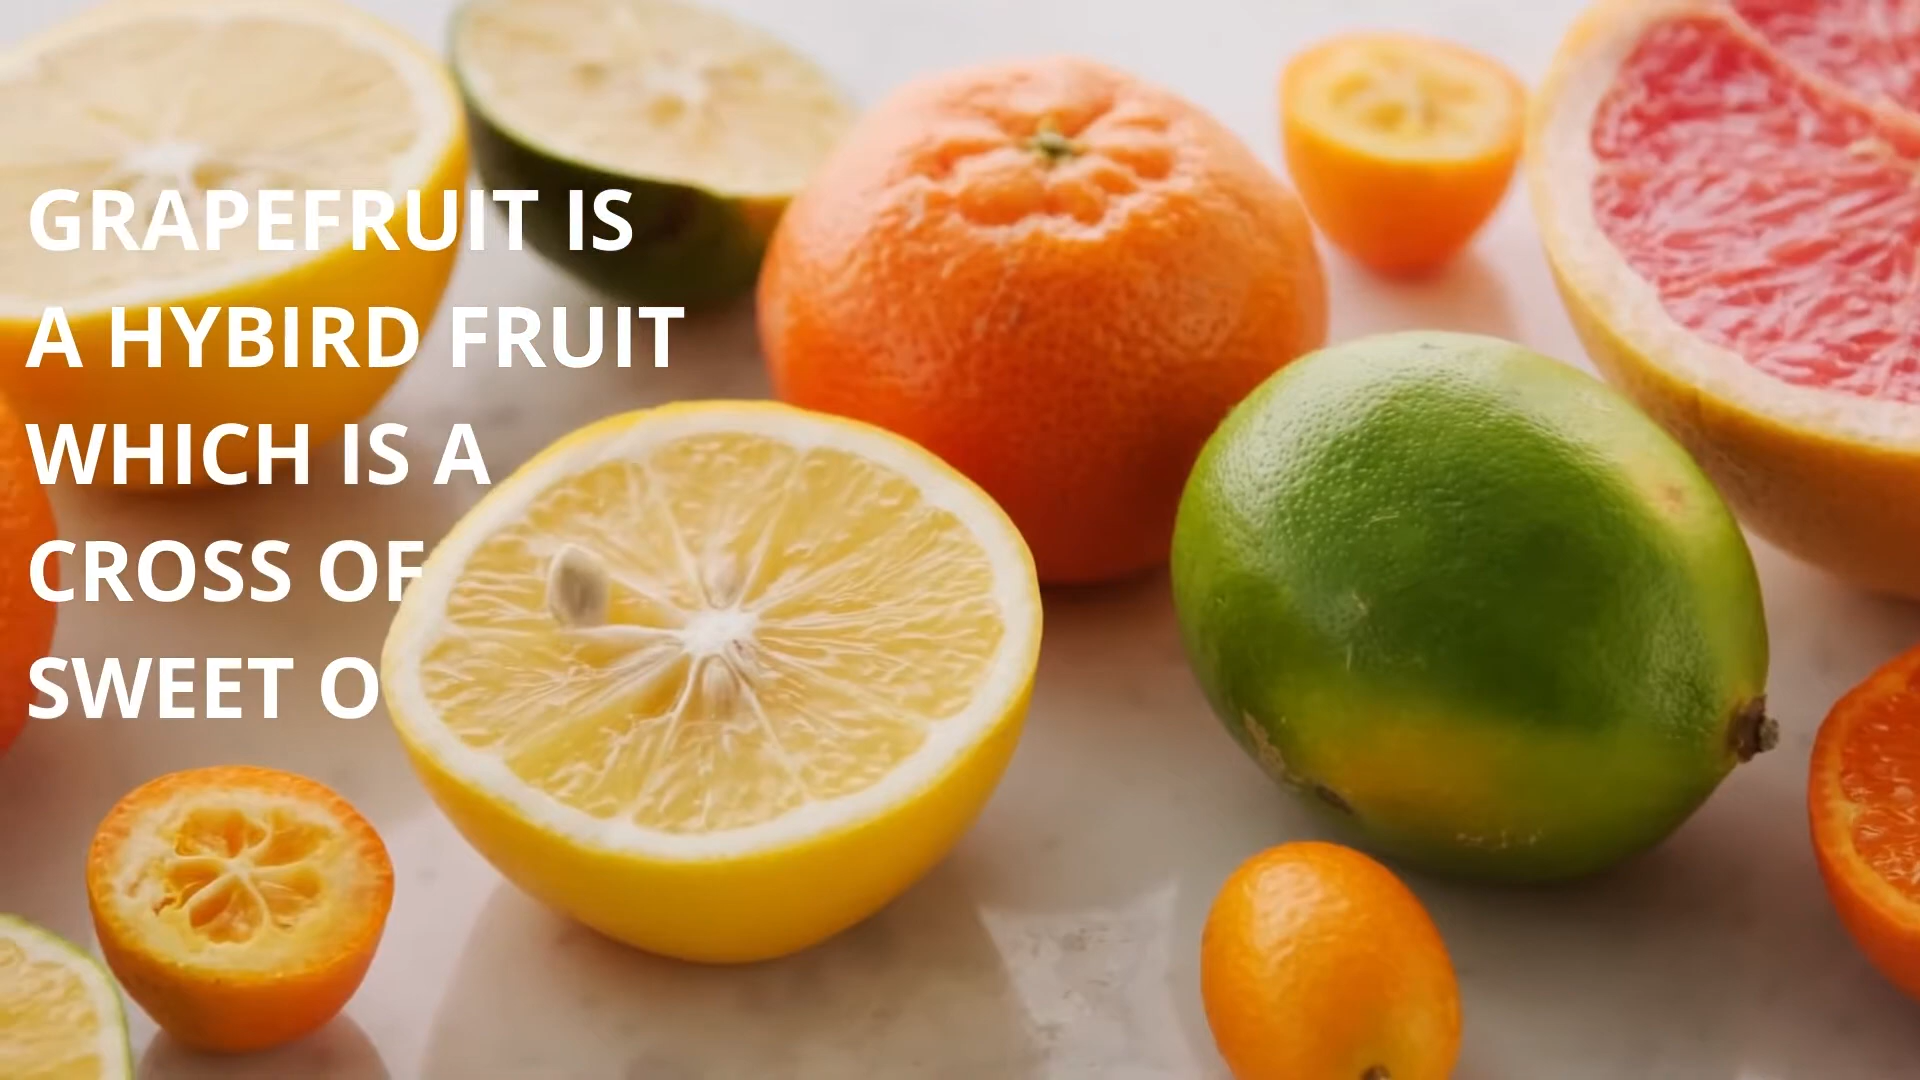 GRAPEFRUIT IS
A HYBIRD FRUIT
WHICH IS A
CROSS OF
SWEET O